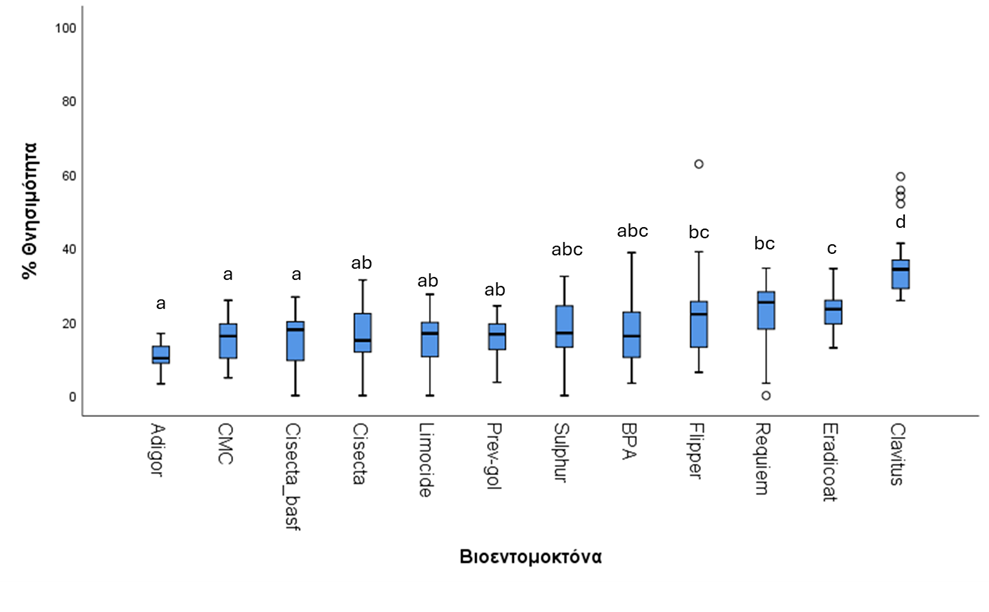 % Θνησιμότητα
100
80
60
40
20
0
a
a
a
ab
ab
ab
abc
abc
bc
bc
c
d
Adigor
CMC
Cisecta_basf
Cisecta
Limocide
Prev-gol
Sulphur
BPA
Flipper
Requiem
Eradicoat
Clavitus
Βιοεντομοκτόνα